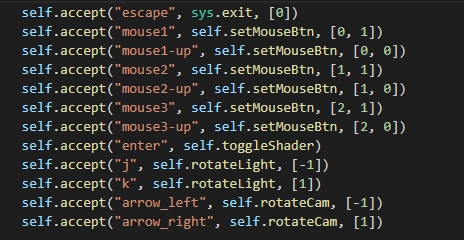 self.accept("escape", sys.exit, [0])
self.accept("mouse1", self.setMouseBtn, [0, 1])
self.accept("mouse1-up", self.setMouseBtn, [0, 0])
self.accept("mouse2", self.setMouseBtn, [1, 1])
self.accept("mouse2-up", self.setMouseBtn, [1, 0])
self.accept("mouse3", self.setMouseBtn, [2, 1])
self.accept("mouse3-up", self.setMouseBtn, [2, 0])
self.accept("enter", self.toggleShader)
self.accept("j", self.rotateLight, [-1])
self.accept("k", self.rotateLight, [1])
self.accept("arrow_left", self.rotateCam, [-1])
self.accept("arrow_right", self.rotateCam, [1])